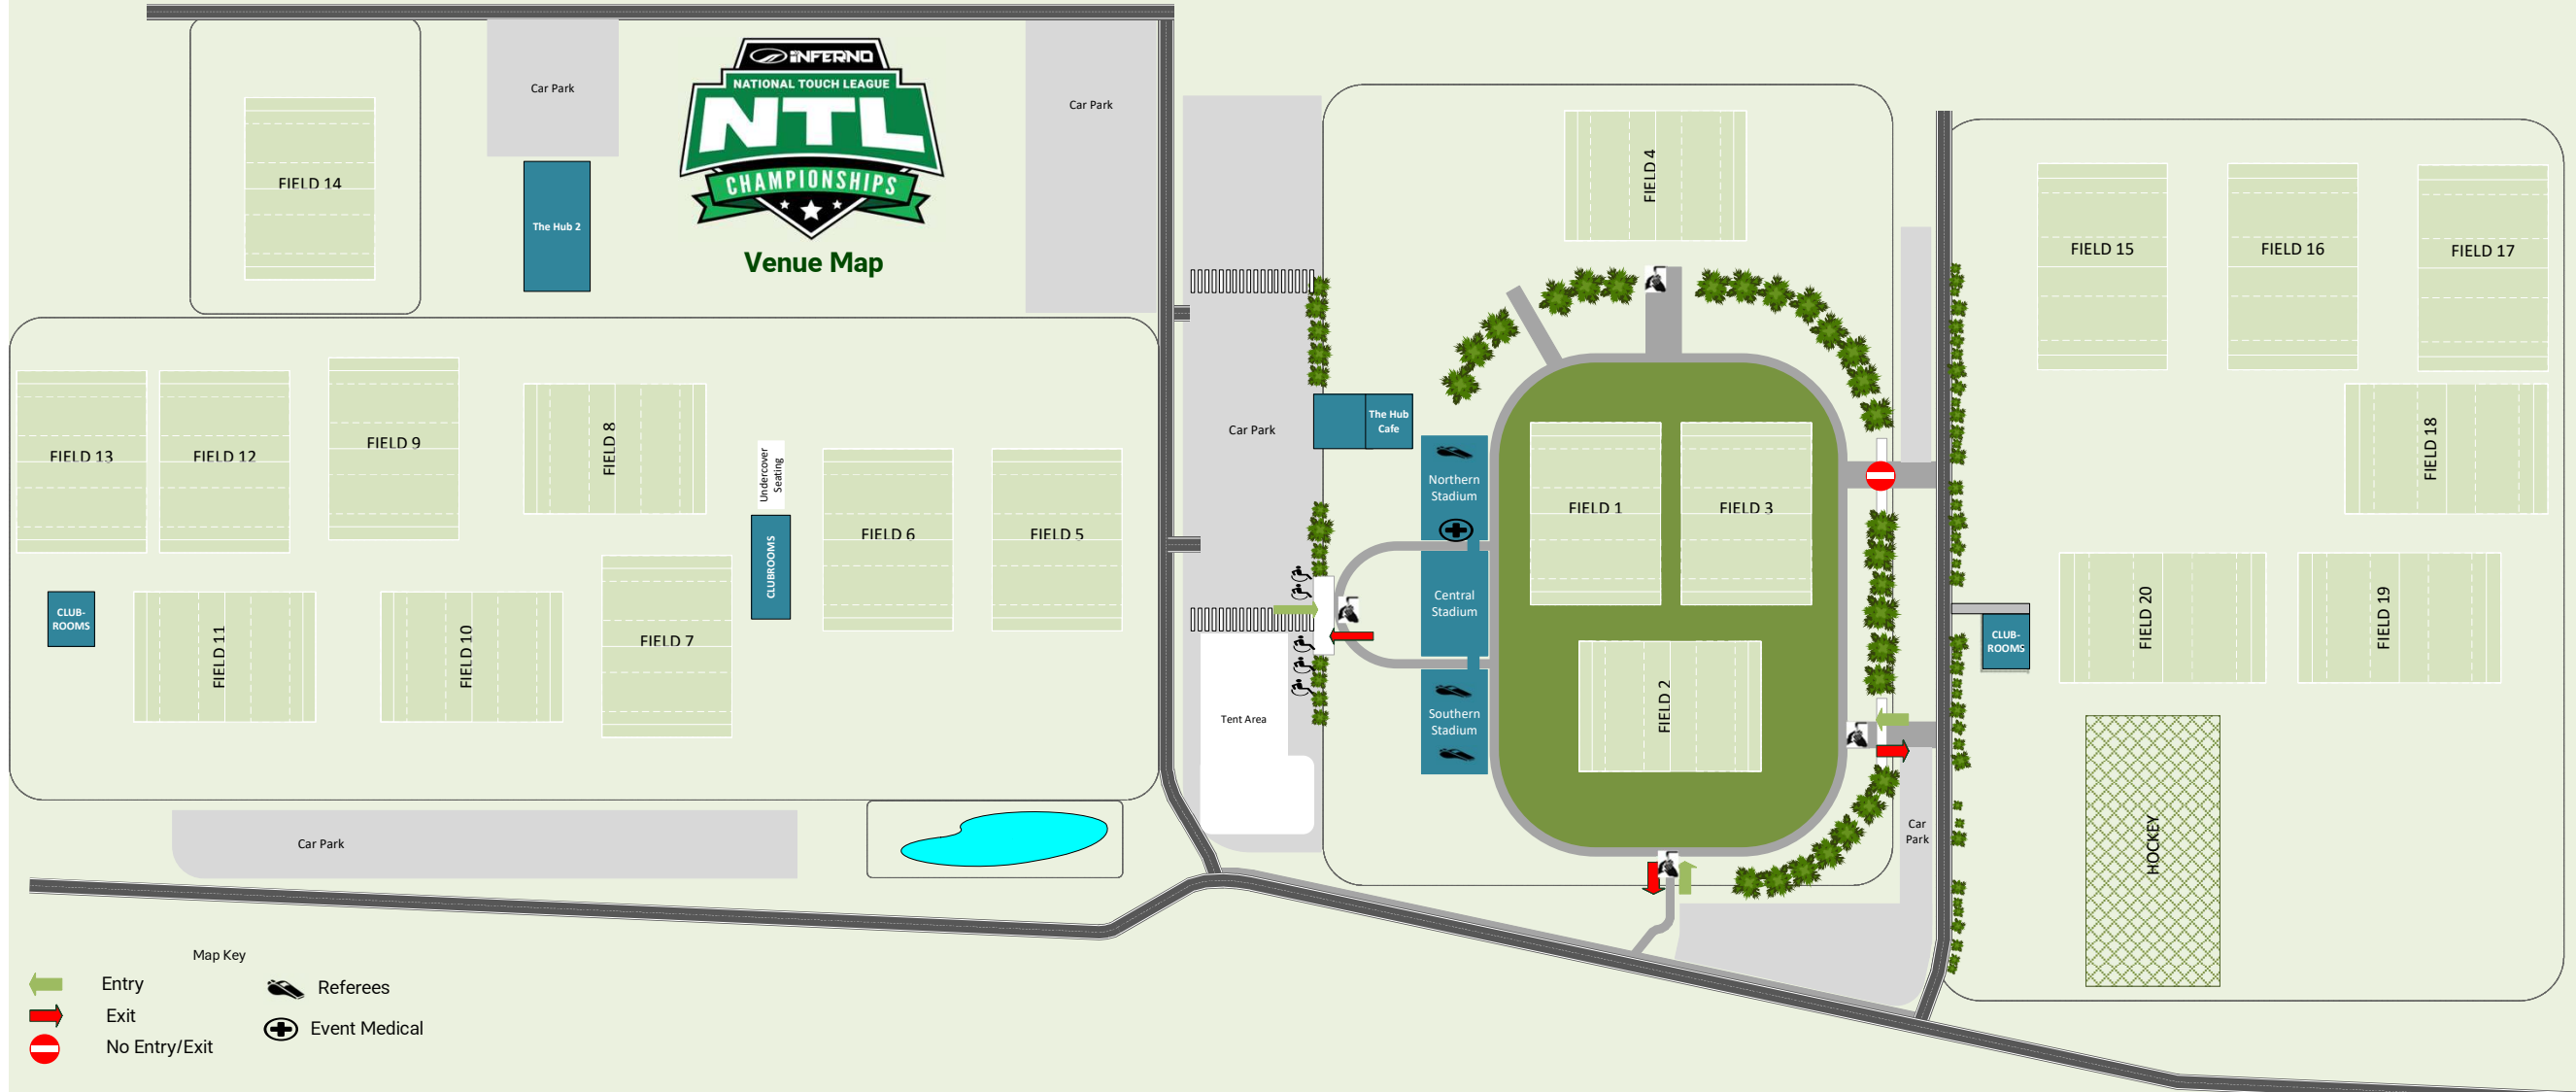 INFERNO
NATIONAL TOUCH LEAGUE
NTL
CHAMPIONSHIPS
Venue Map
Car Park
Car Park
The Hub 2
FIELD 14
FIELD 13
FIELD 12
FIELD 9
FIELD 8
Undercover
Seating
CLUBROOMS
FIELD 6
FIELD 5
CLUB-
ROOMS
FIELD 11
FIELD 10
FIELD 7
Car Park
Car Park
The Hub
Cafe
Northern
Stadium
Central
Stadium
Southern
Stadium
Tent Area
FIELD 4
FIELD 1
FIELD 3
FIELD 2
Car
Park
FIELD 15
FIELD 16
FIELD 17
FIELD 18
FIELD 20
FIELD 19
CLUB-
ROOMS
HOCKEY
Map Key
Entry
Exit
No Entry/Exit
Referees
Event Medical